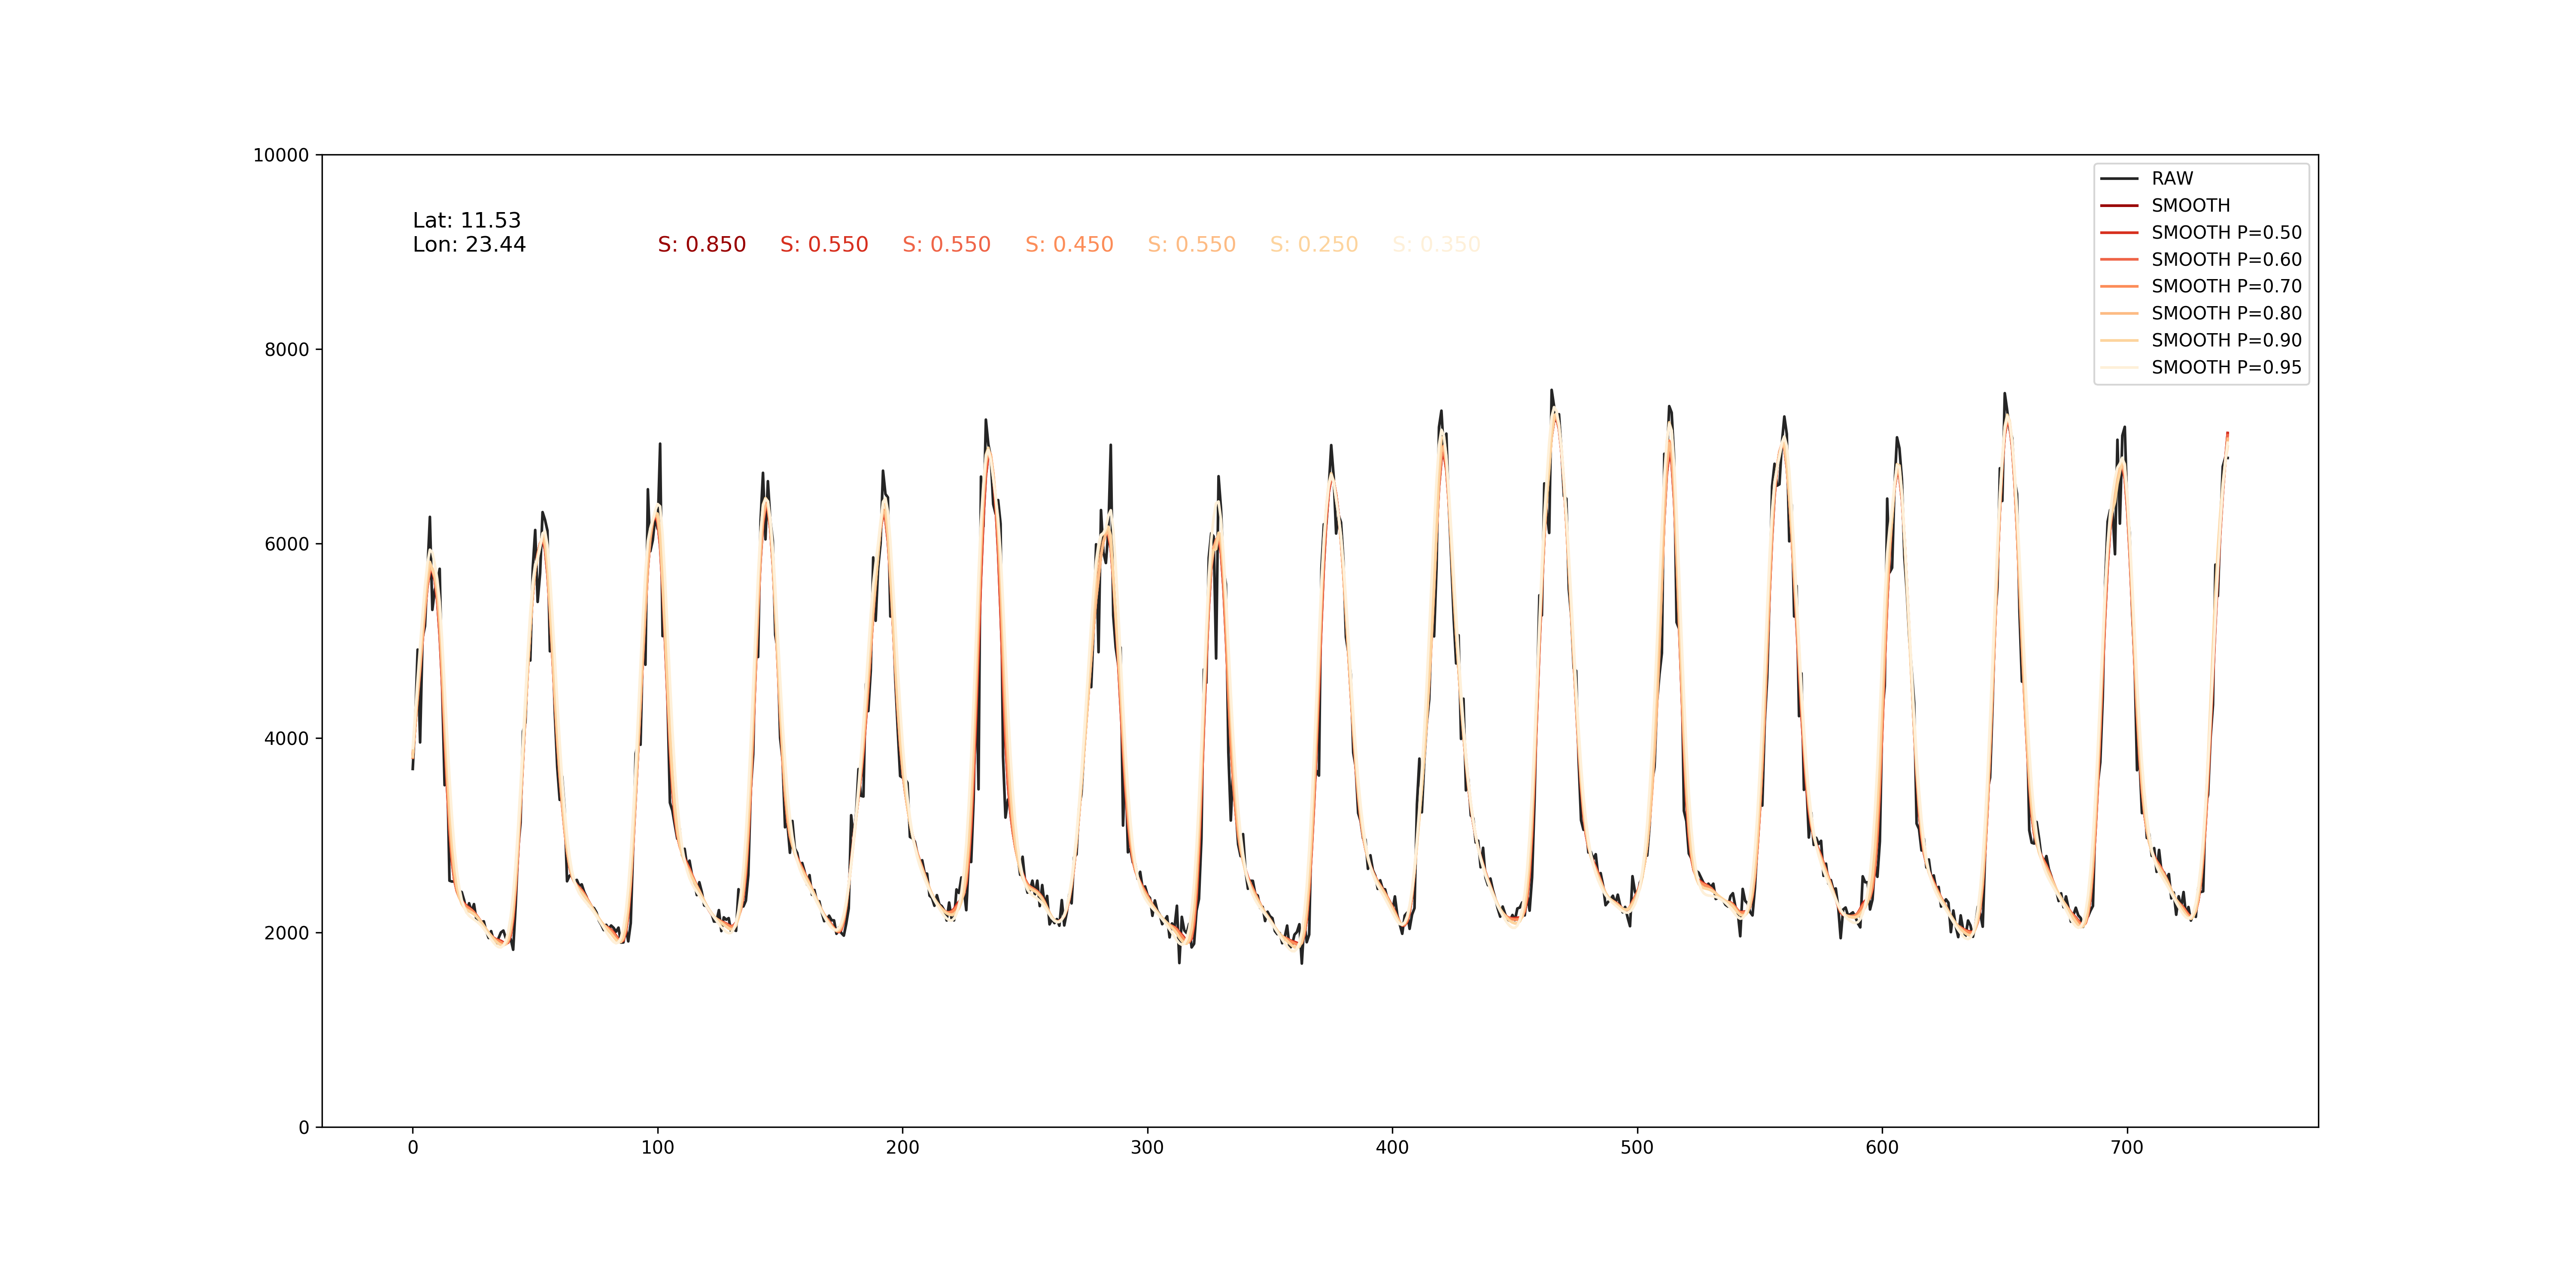 10000
8000
6000
4000
2000
0
Lat: 11.53
Lon: 23.44
S: 0.850 S: 0.550 S: 0.550 S: 0.450 S: 0.550 S: 0.250 S: 0.350
RAW
SMOOTH
SMOOTH P=0.50
SMOOTH P=0.60
SMOOTH P=0.70
SMOOTH P=0.80
SMOOTH P=0.90
SMOOTH P=0.95
0 100 200 300 400 500 600 700